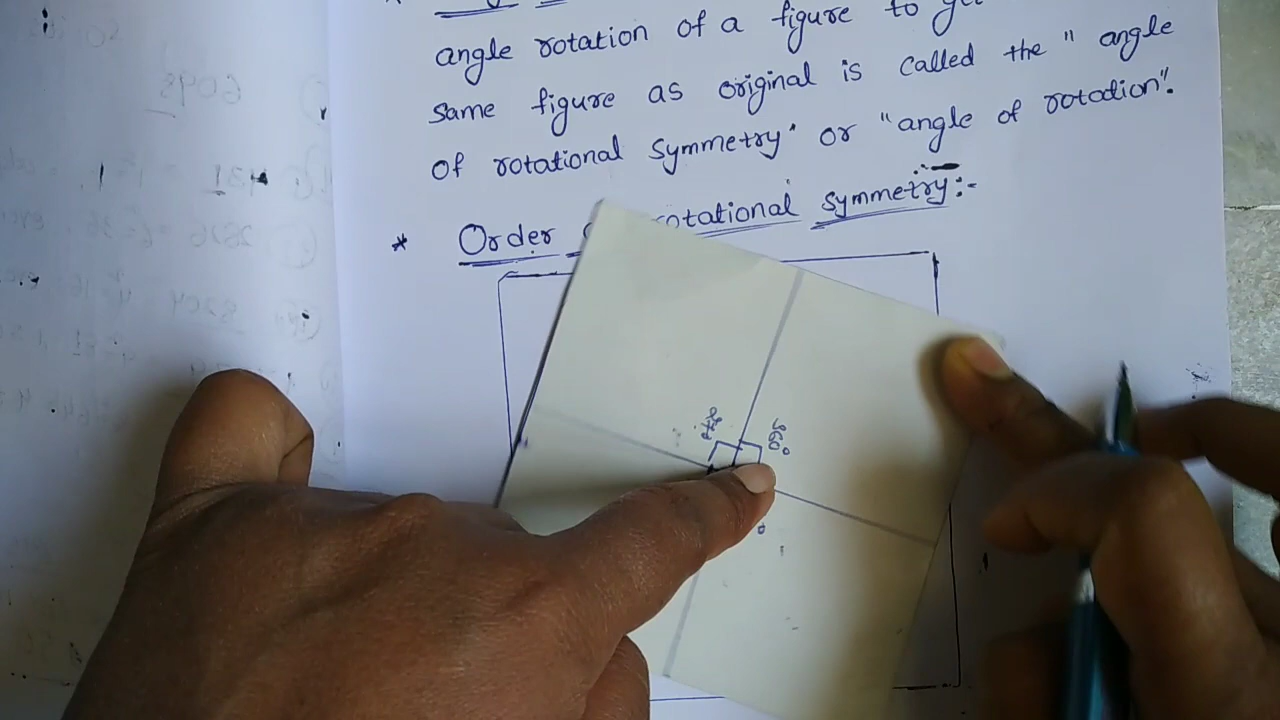 angle rotation of a figure to
same figure as original is called the " angle
of rotational symmetry" or "angle of rotation".
* Order rotational symmetry:-
360°